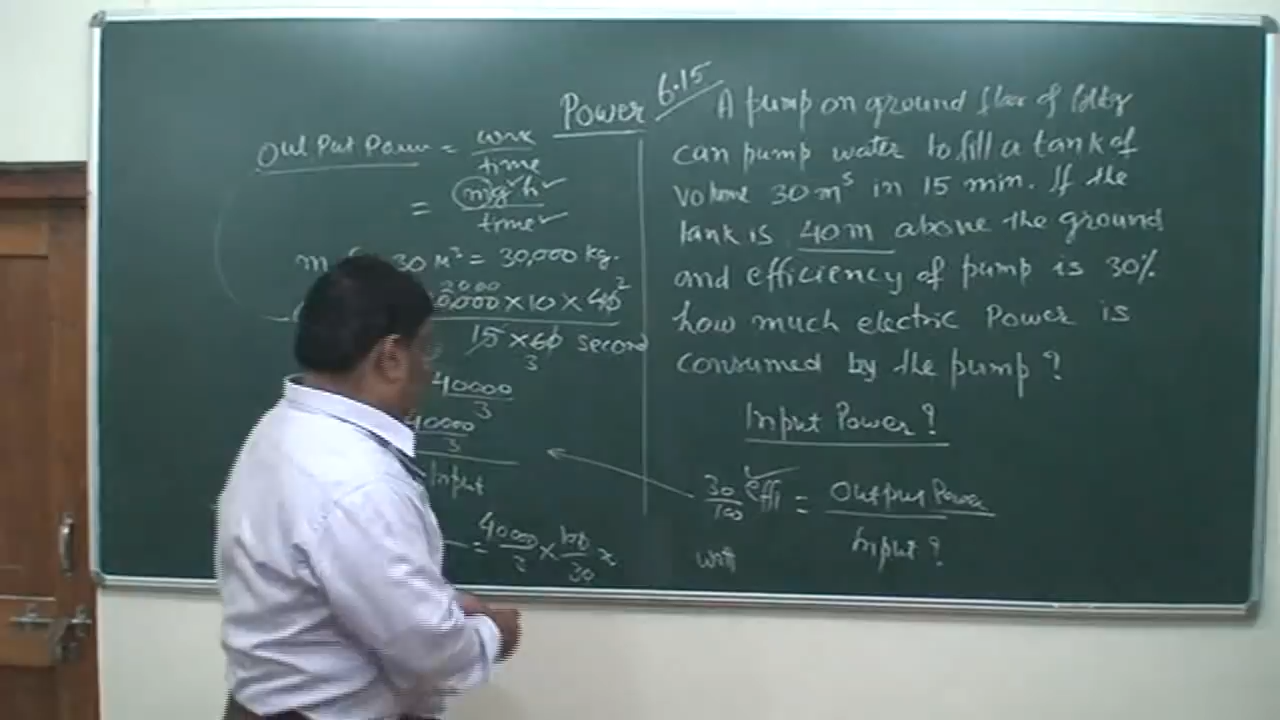 Power 6.15
Out Put Power = work
time
= mgh
time
m 30 M³ = 30,000 kg.
2000
0,000 × 10 × 40 2
15 × 60 second
3
40000
3
40000
3
Input
= 40000 × 100 ×
3 30
A pump on ground floor of bldg
can pump water to fill a tank of
volume 30 m³ in 15 min. If the
tank is 40 m above the ground
and efficiency of pump is 30%
how much electric Power is
consumed by the pump ?
Input Power ?
30 effi = Output Power
100 Input ?
watt